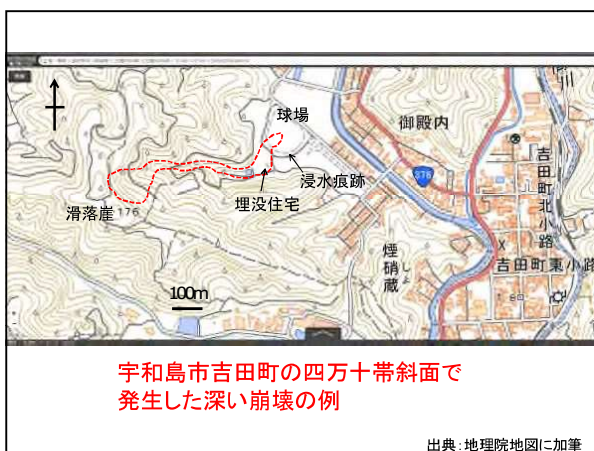 球場
御殿内
378
浸水痕跡
埋没住宅
滑落崖
176
吉田町北小路
煙硝蔵
吉田町東小路
100m
宇和島市吉田町の四万十帯斜面で
発生した深い崩壊の例
出典:地理院地図に加筆